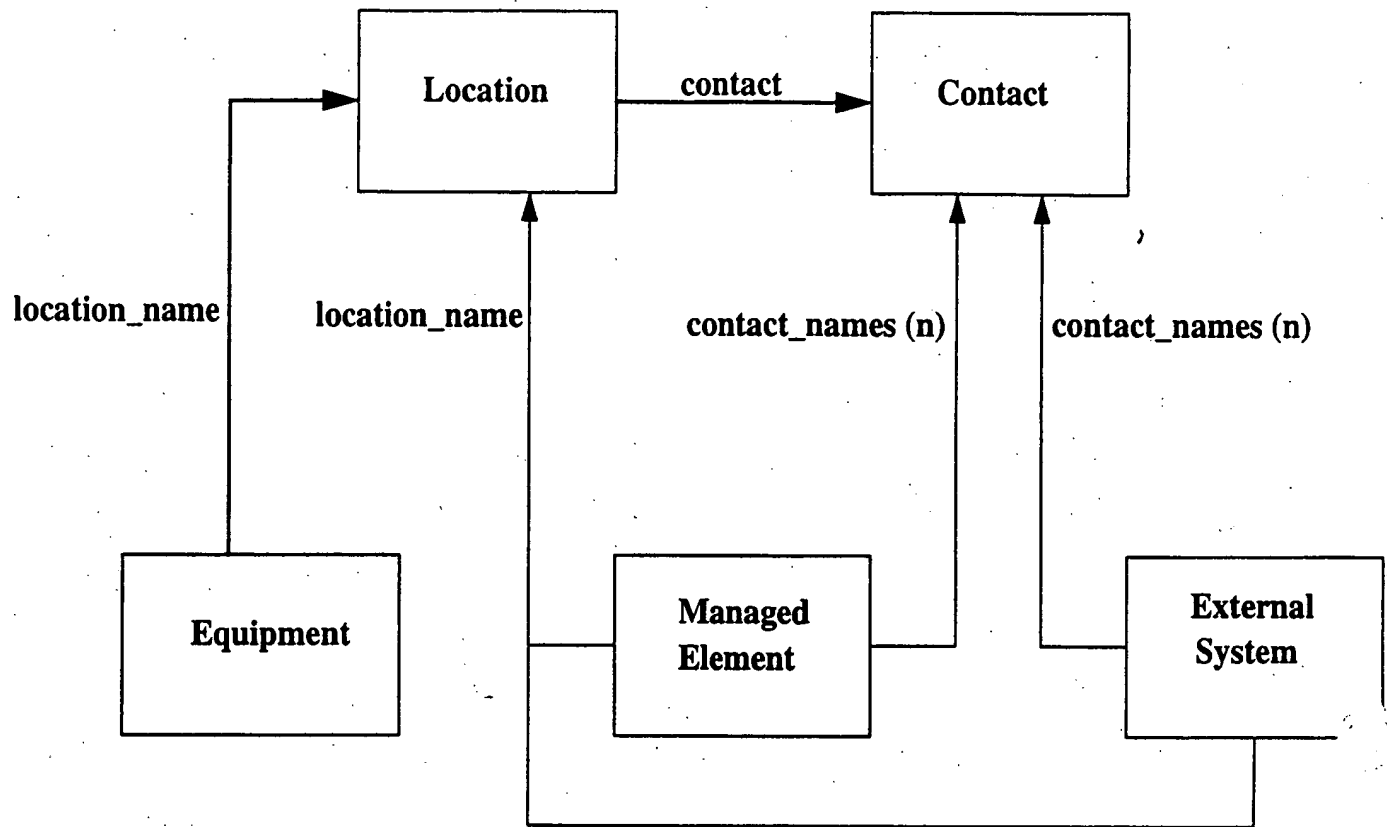 Location
contact
Contact
location_name
location_name
contact_names (n)
contact_names (n)
Equipment
Managed
Element
External
System